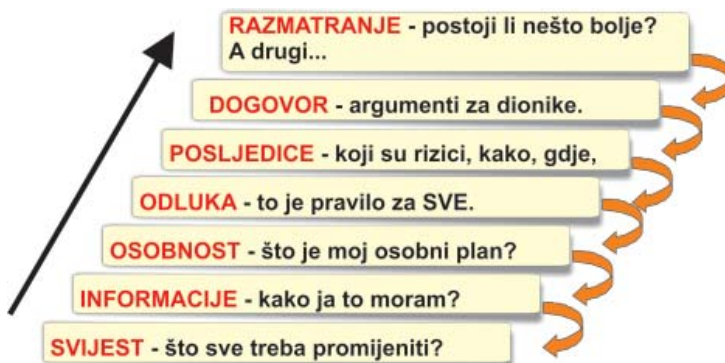 RAZMATRANJE - postoji li nešto bolje?
A drugi...
DOGOVOR - argumenti za dionike.
POSLJEDICE - koji su rizici, kako, gdje,
ODLUKA - to je pravilo za SVE.
OSOBNOST - što je moj osobni plan?
INFORMACIJE - kako ja to moram?
SVIJEST - što sve treba promijeniti?